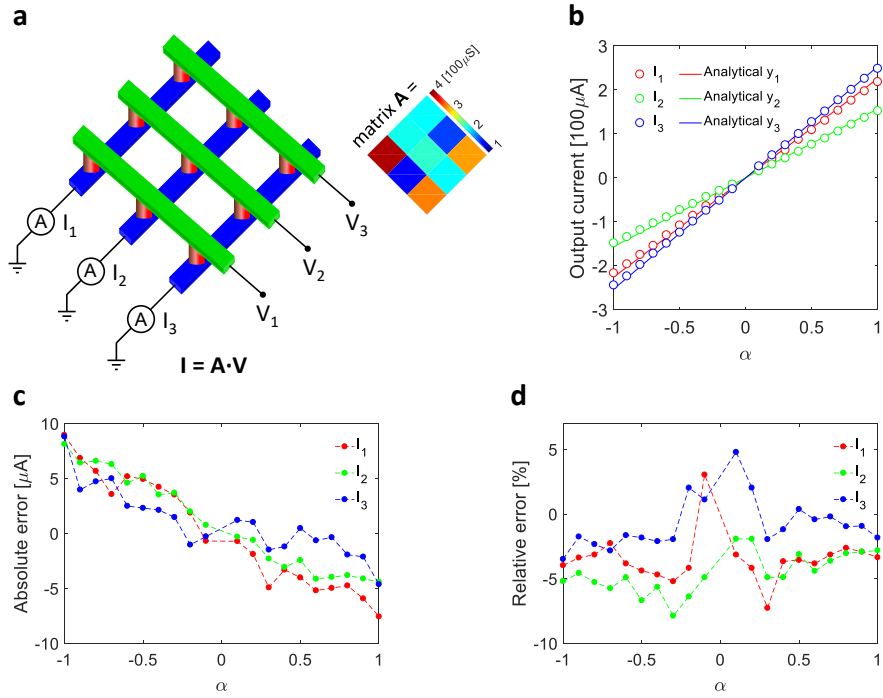 a
matrix A =
4 [100μS]
3
2
1
A
I1
A
I2
A
I3
V3
V2
V1
I = A·V
b
Output current [100μA]
3
2
1
0
-1
-2
-3
I1 Analytical y1
I2 Analytical y2
I3 Analytical y3
-1 -0.5 0 0.5 1
α
c
Absolute error [μA]
10
5
0
-5
-10
I1
I2
I3
-1 -0.5 0 0.5 1
α
d
Relative error [%]
5
0
-5
-10
I1
I2
I3
-1 -0.5 0 0.5 1
α